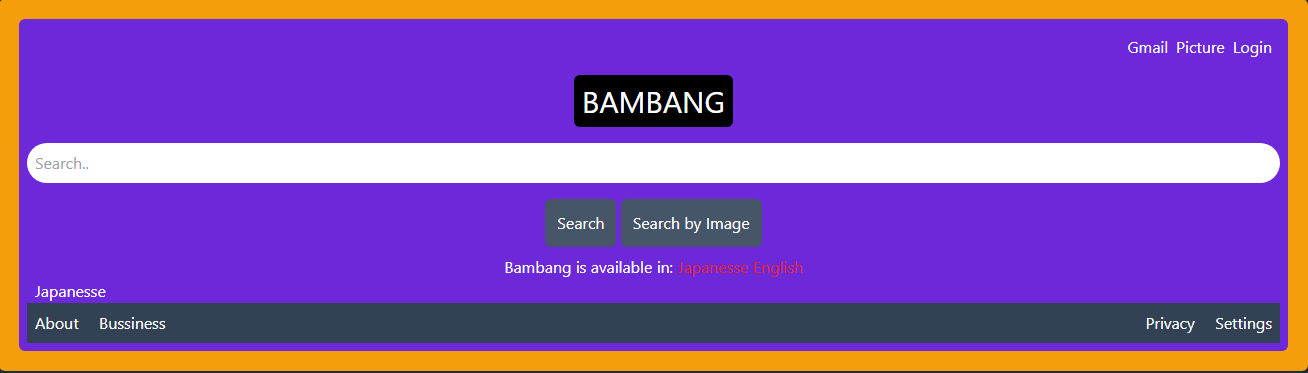 Gmail Picture Login
BAMBANG
Search..
Search Search by Image
Bambang is available in: Japanesse English
Japanesse
About Bussiness Privacy Settings